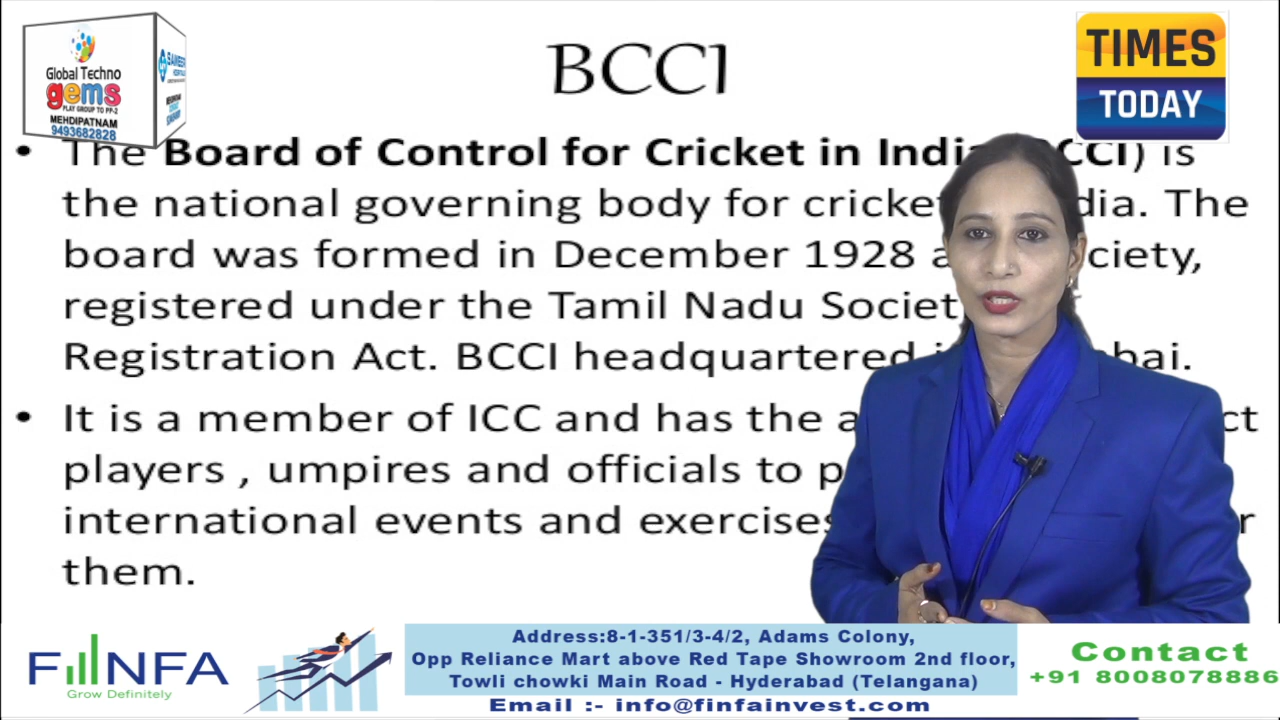 BCCI
Global Techno
gems
PLAY GROUP TO PP-2
MEHDIPATNAM
9493682828
TIMES
TODAY
• The Board of Control for Cricket in India BCCI) is
the national governing body for cricket dia. The
board was formed in December 1928 ciety,
registered under the Tamil Nadu Societ
Registration Act. BCCI headquartered bai.
• It is a member of ICC and has the a ct
players , umpires and officials to p
international events and exercises r
them.
FINFA
Grow Definitely
Address:8-1-351/3-4/2, Adams Colony,
Opp Reliance Mart above Red Tape Showroom 2nd floor,
Towli chowki Main Road - Hyderabad (Telangana)
Email :- info@finfainvest.com
Contact
+91 8008078886